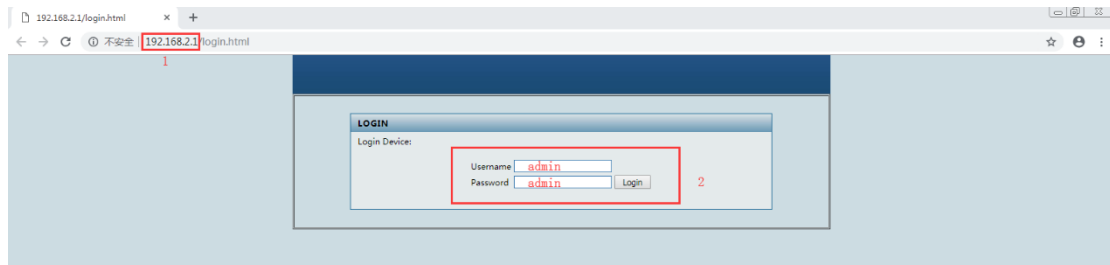 192.168.2.1/login.html
不安全 | 192.168.2.1/login.html
1
LOGIN
Login Device:
Username admin
Password admin Login 2